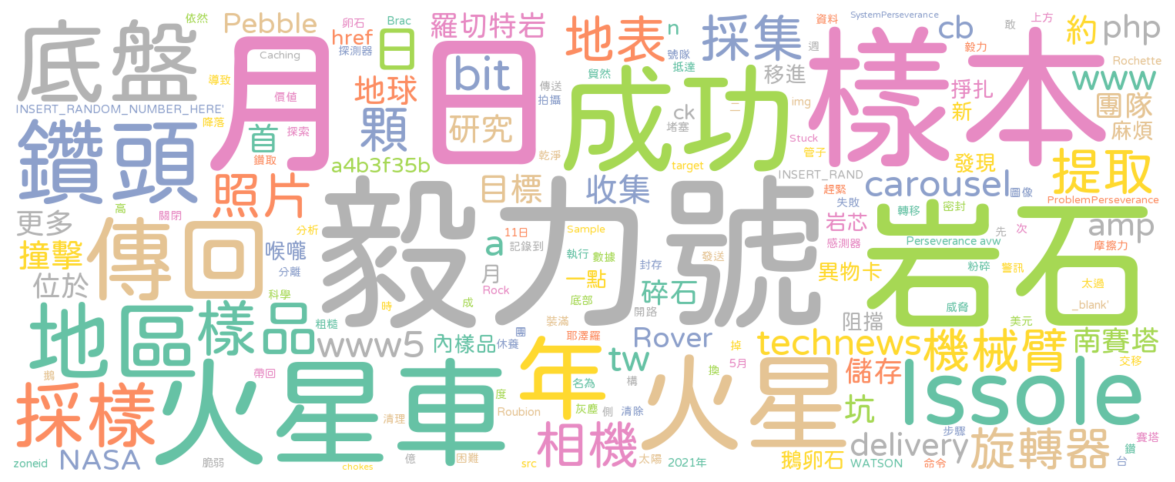 依然
卵石
Brac
SystemPerseverance
敢
上方
Pebble
href
探測器
羅切特岩
地表
n
號隊
採集
cb
毅力
約
php
底盤
Caching
月
日
日
bit
傳送
貿然
抵達
資料
週
Rochette
導致
價值
地球
拍攝
移進
樣本
www
INSERT_RANDOM_NUMBER_HERE'
降落
首
探索
顆
研究
ck
堵塞
成功
二
img
掙扎
新
團隊
麻煩
鑽頭
鑽取
a4b3f35b
乾淨
target
Stuck
管子
INSERT_RAND
發現
提取
照片
目標
收集
趕緊
carousel
圖像
失敗
ProblemPerseverance
更多
高
關閉
毅力號
岩芯
轉移
密封
amp
撞擊
傳回
分析
喉嚨
11日
記錄到
Sample
a
執行
數據
感測器
Perseverance avw
先
次
摩擦力
位於
分離
月
Rock
一點
封存
發送
異物卡
粉碎
警訊
太過
岩石
科學
時
成
底部
碎石
開路
威脅
_blank'
美元
地區
樣品
粗糙
團
裝滿
阻擋
www5
內樣品
休養
耶澤羅
Rover
掉
technews
機械臂
南賽塔
交移
鵝
帶回
年
tw
換
5月
儲存
名為
構
火星車
度
火星
Issole
採樣
清理
Roubion
灰塵
側
清除
坑
zoneid
NASA
脆弱
億
困難
相機
太陽
delivery
步驟
旋轉器
鑽
賽塔
chokes
src
2021年
鵝卵石
WATSON
命令
台